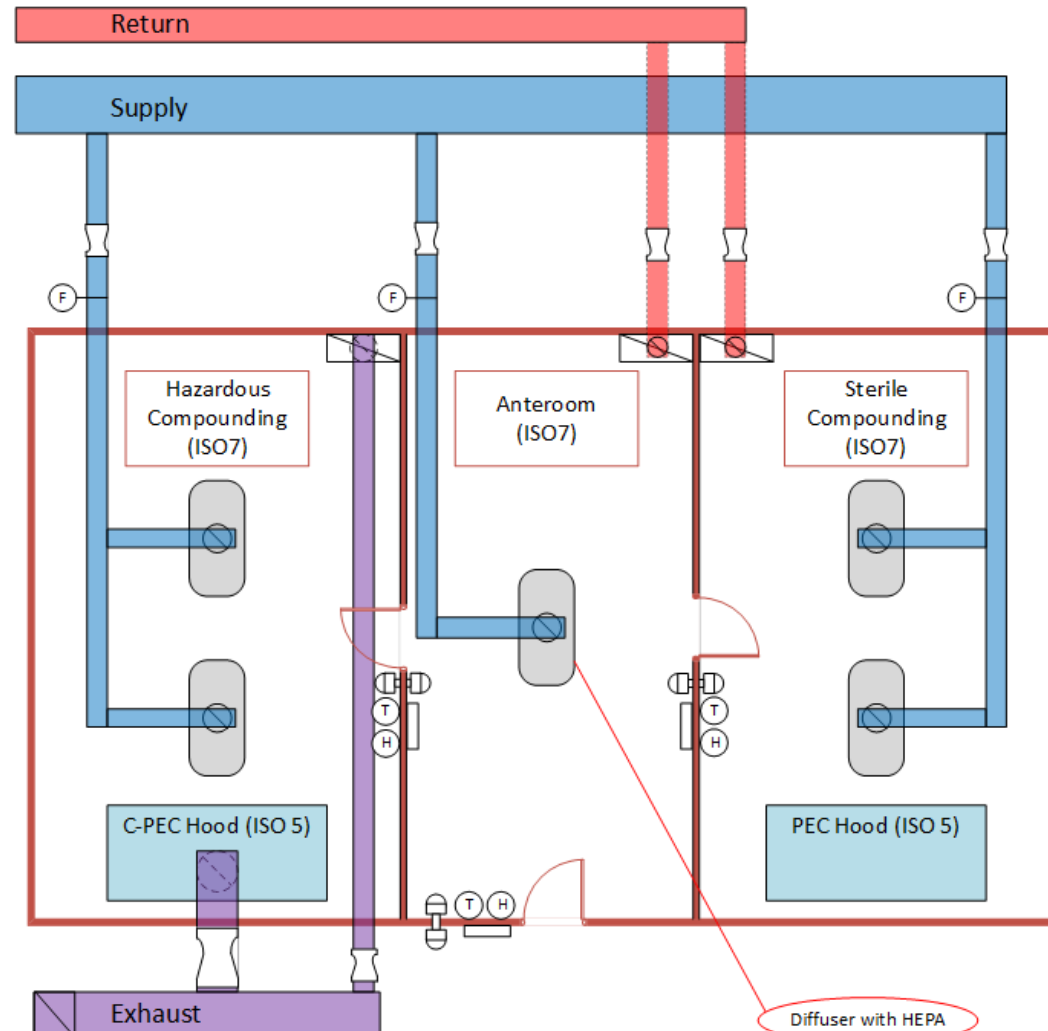 Return
Supply
F
F
F
Hazardous
Compounding
(ISO7)
Anteroom
(ISO7)
Sterile
Compounding
(ISO7)
T
H
T
H
C-PEC Hood (ISO 5)
PEC Hood (ISO 5)
T H
Exhaust
Diffuser with HEPA